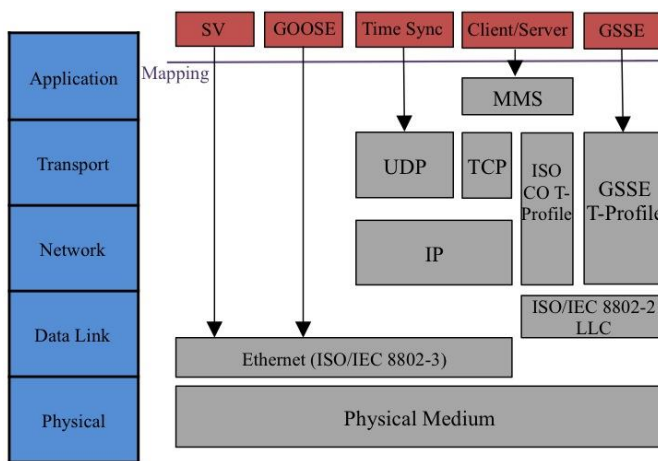 SV GOOSE Time Sync Client/Server GSSE
Mapping
Application
MMS
Transport
UDP
TCP
ISO
CO T-
Profile
GSSE
T-Profile
Network
IP
Data Link
ISO/IEC 8802-2
LLC
Ethernet (ISO/IEC 8802-3)
Physical
Physical Medium